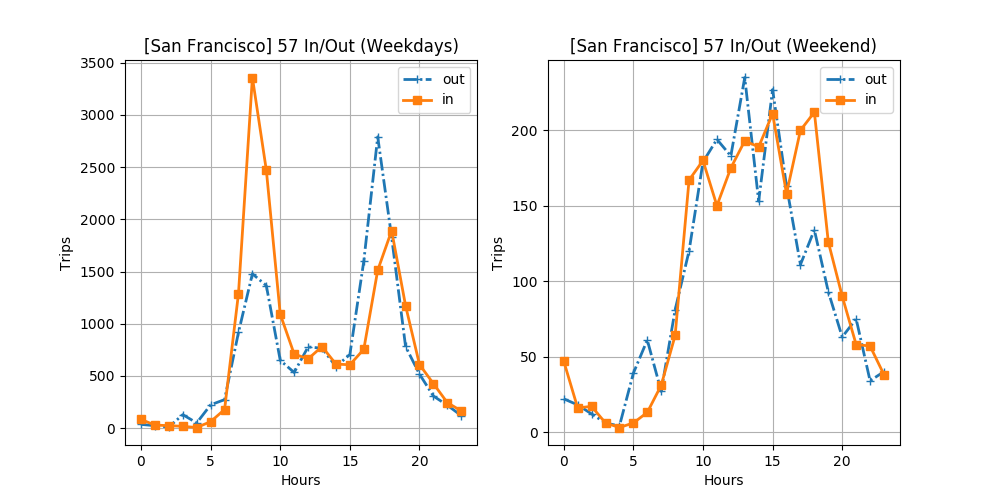 [San Francisco] 57 In/Out (Weekdays)
out
in
3500
3000
2500
2000
1500
1000
500
0
Trips
0 5 10 15 20
Hours
[San Francisco] 57 In/Out (Weekend)
out
in
200
150
100
50
0
Trips
0 5 10 15 20
Hours